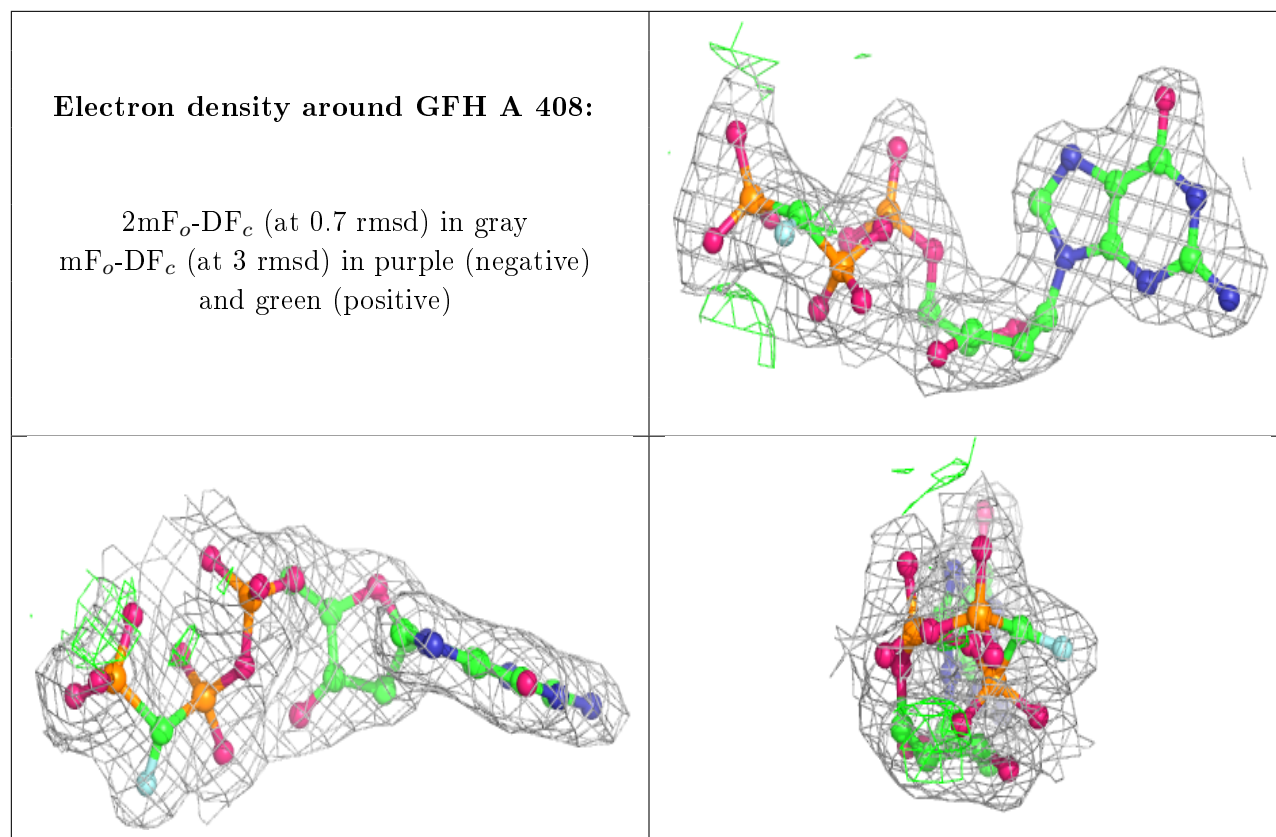 Electron density around GFH A 408:
2mFo-DFc (at 0.7 rmsd) in gray
mFo-DFc (at 3 rmsd) in purple (negative)
and green (positive)